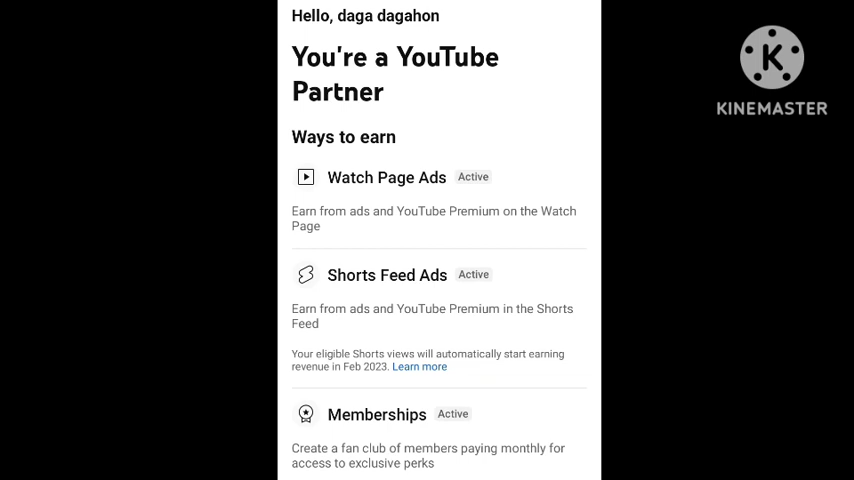 Hello, daga dagahon
You're a YouTube
Partner
Ways to earn
Watch Page Ads Active
Earn from ads and YouTube Premium on the Watch
Page
Shorts Feed Ads Active
Earn from ads and YouTube Premium in the Shorts
Feed
Your eligible Shorts views will automatically start earning
revenue in Feb 2023. Learn more
Memberships Active
Create a fan club of members paying monthly for
access to exclusive perks
K
KINEMASTER